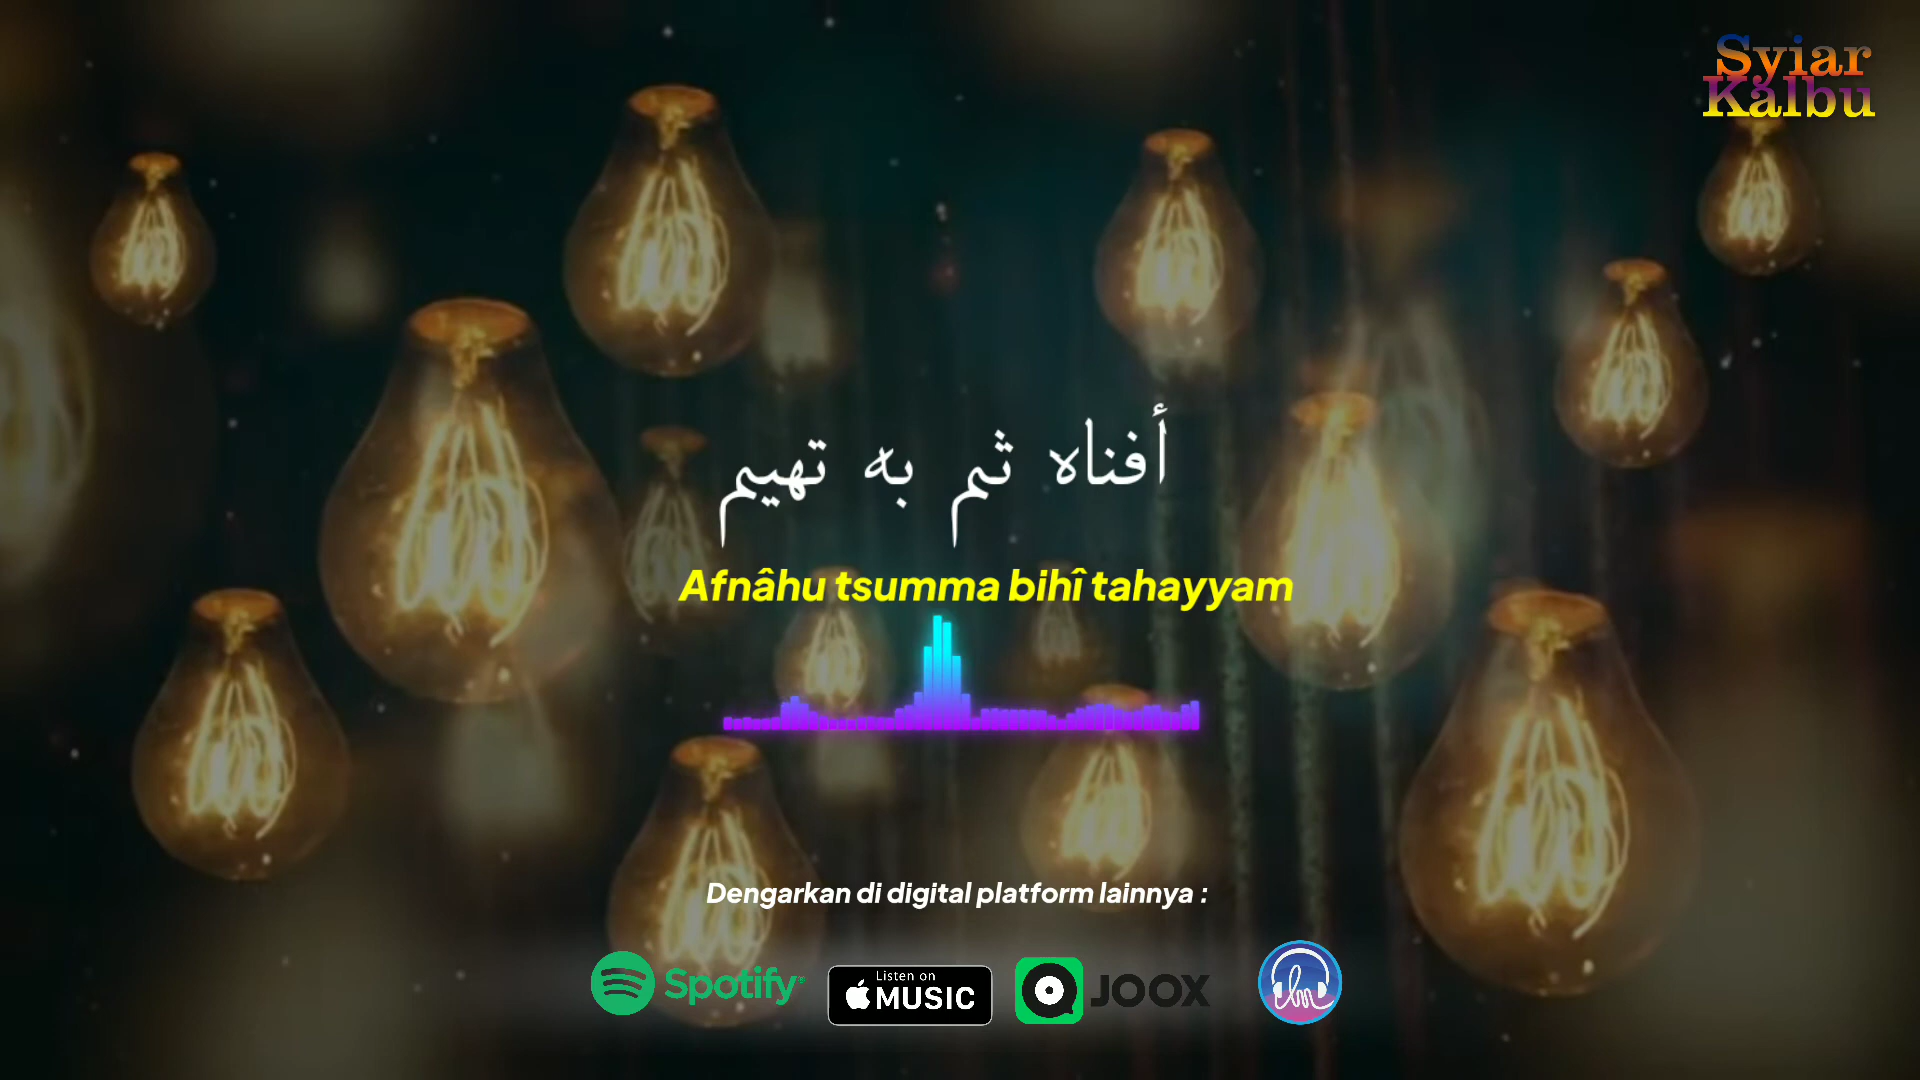 Syiar
Kalbu
أفناه ثم به تهيم
Afnâhu tsumma bihî tahayyam
Dengarkan di digital platform lainnya :
Spotify
Listen on
MUSIC
JOOX
lm